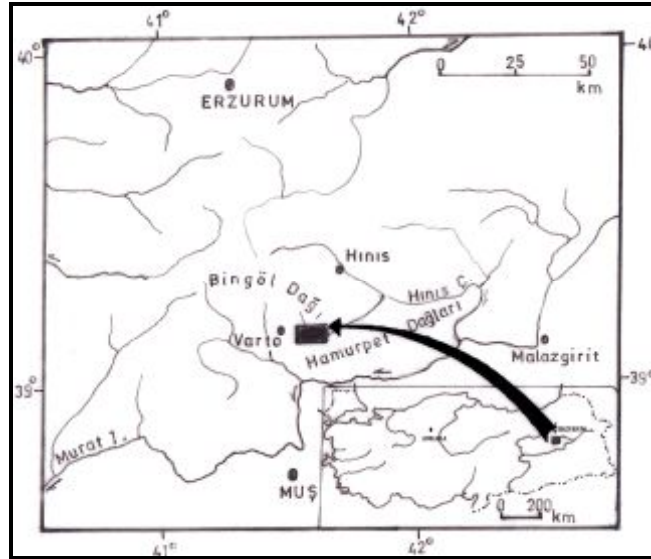 41° 42°
40° 40
0 25 50
km
ERZURUM
Hınıs
Bingöl Dağı
Hınıs Ç.
Varto
Hamurpet Dağları
Malazgirit
39° 39°
Murat
MUŞ
0 200
km
41° 42°